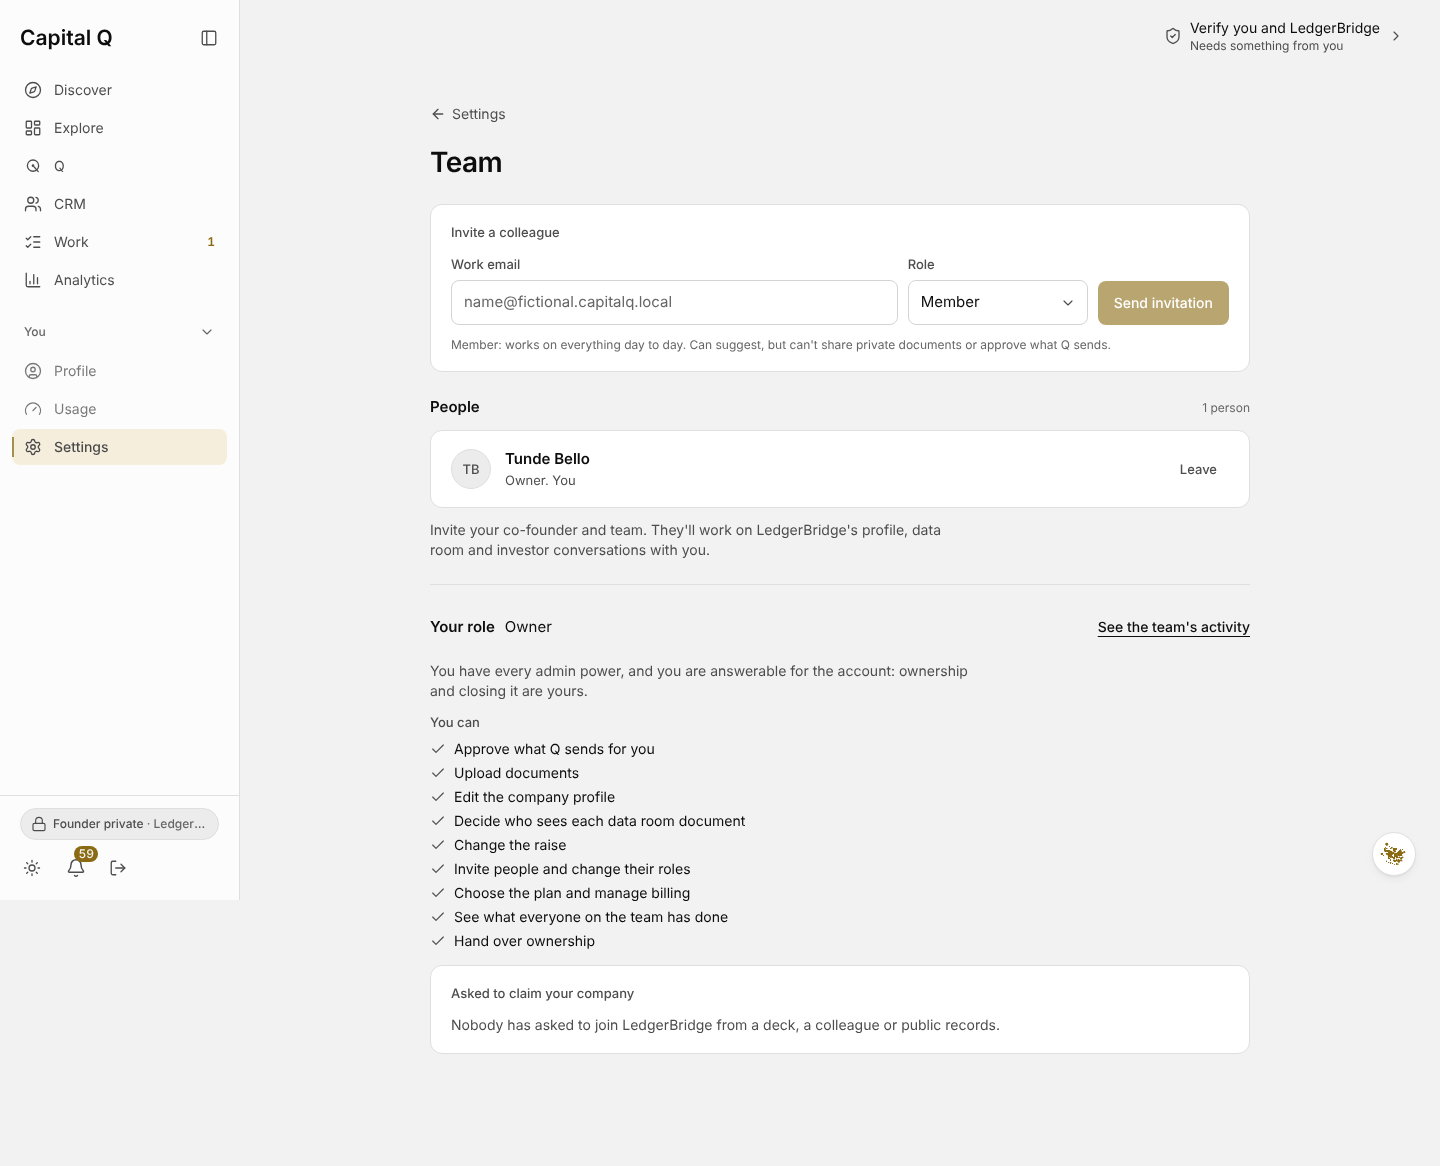 Capital Q
Discover
Explore
Q
CRM
Work 1
Analytics
You
Profile
Usage
Settings
Founder private · Ledger...
59
Verify you and LedgerBridge
Needs something from you
Settings
Team
Invite a colleague
Work email
Role
name@fictional.capitalq.local
Member
Send invitation
Member: works on everything day to day. Can suggest, but can't share private documents or approve what Q sends.
People
1 person
TB
Tunde Bello
Owner. You
Leave
Invite your co-founder and team. They'll work on LedgerBridge's profile, data
room and investor conversations with you.
Your role Owner
See the team's activity
You have every admin power, and you are answerable for the account: ownership
and closing it are yours.
You can
Approve what Q sends for you
Upload documents
Edit the company profile
Decide who sees each data room document
Change the raise
Invite people and change their roles
Choose the plan and manage billing
See what everyone on the team has done
Hand over ownership
Asked to claim your company
Nobody has asked to join LedgerBridge from a deck, a colleague or public records.